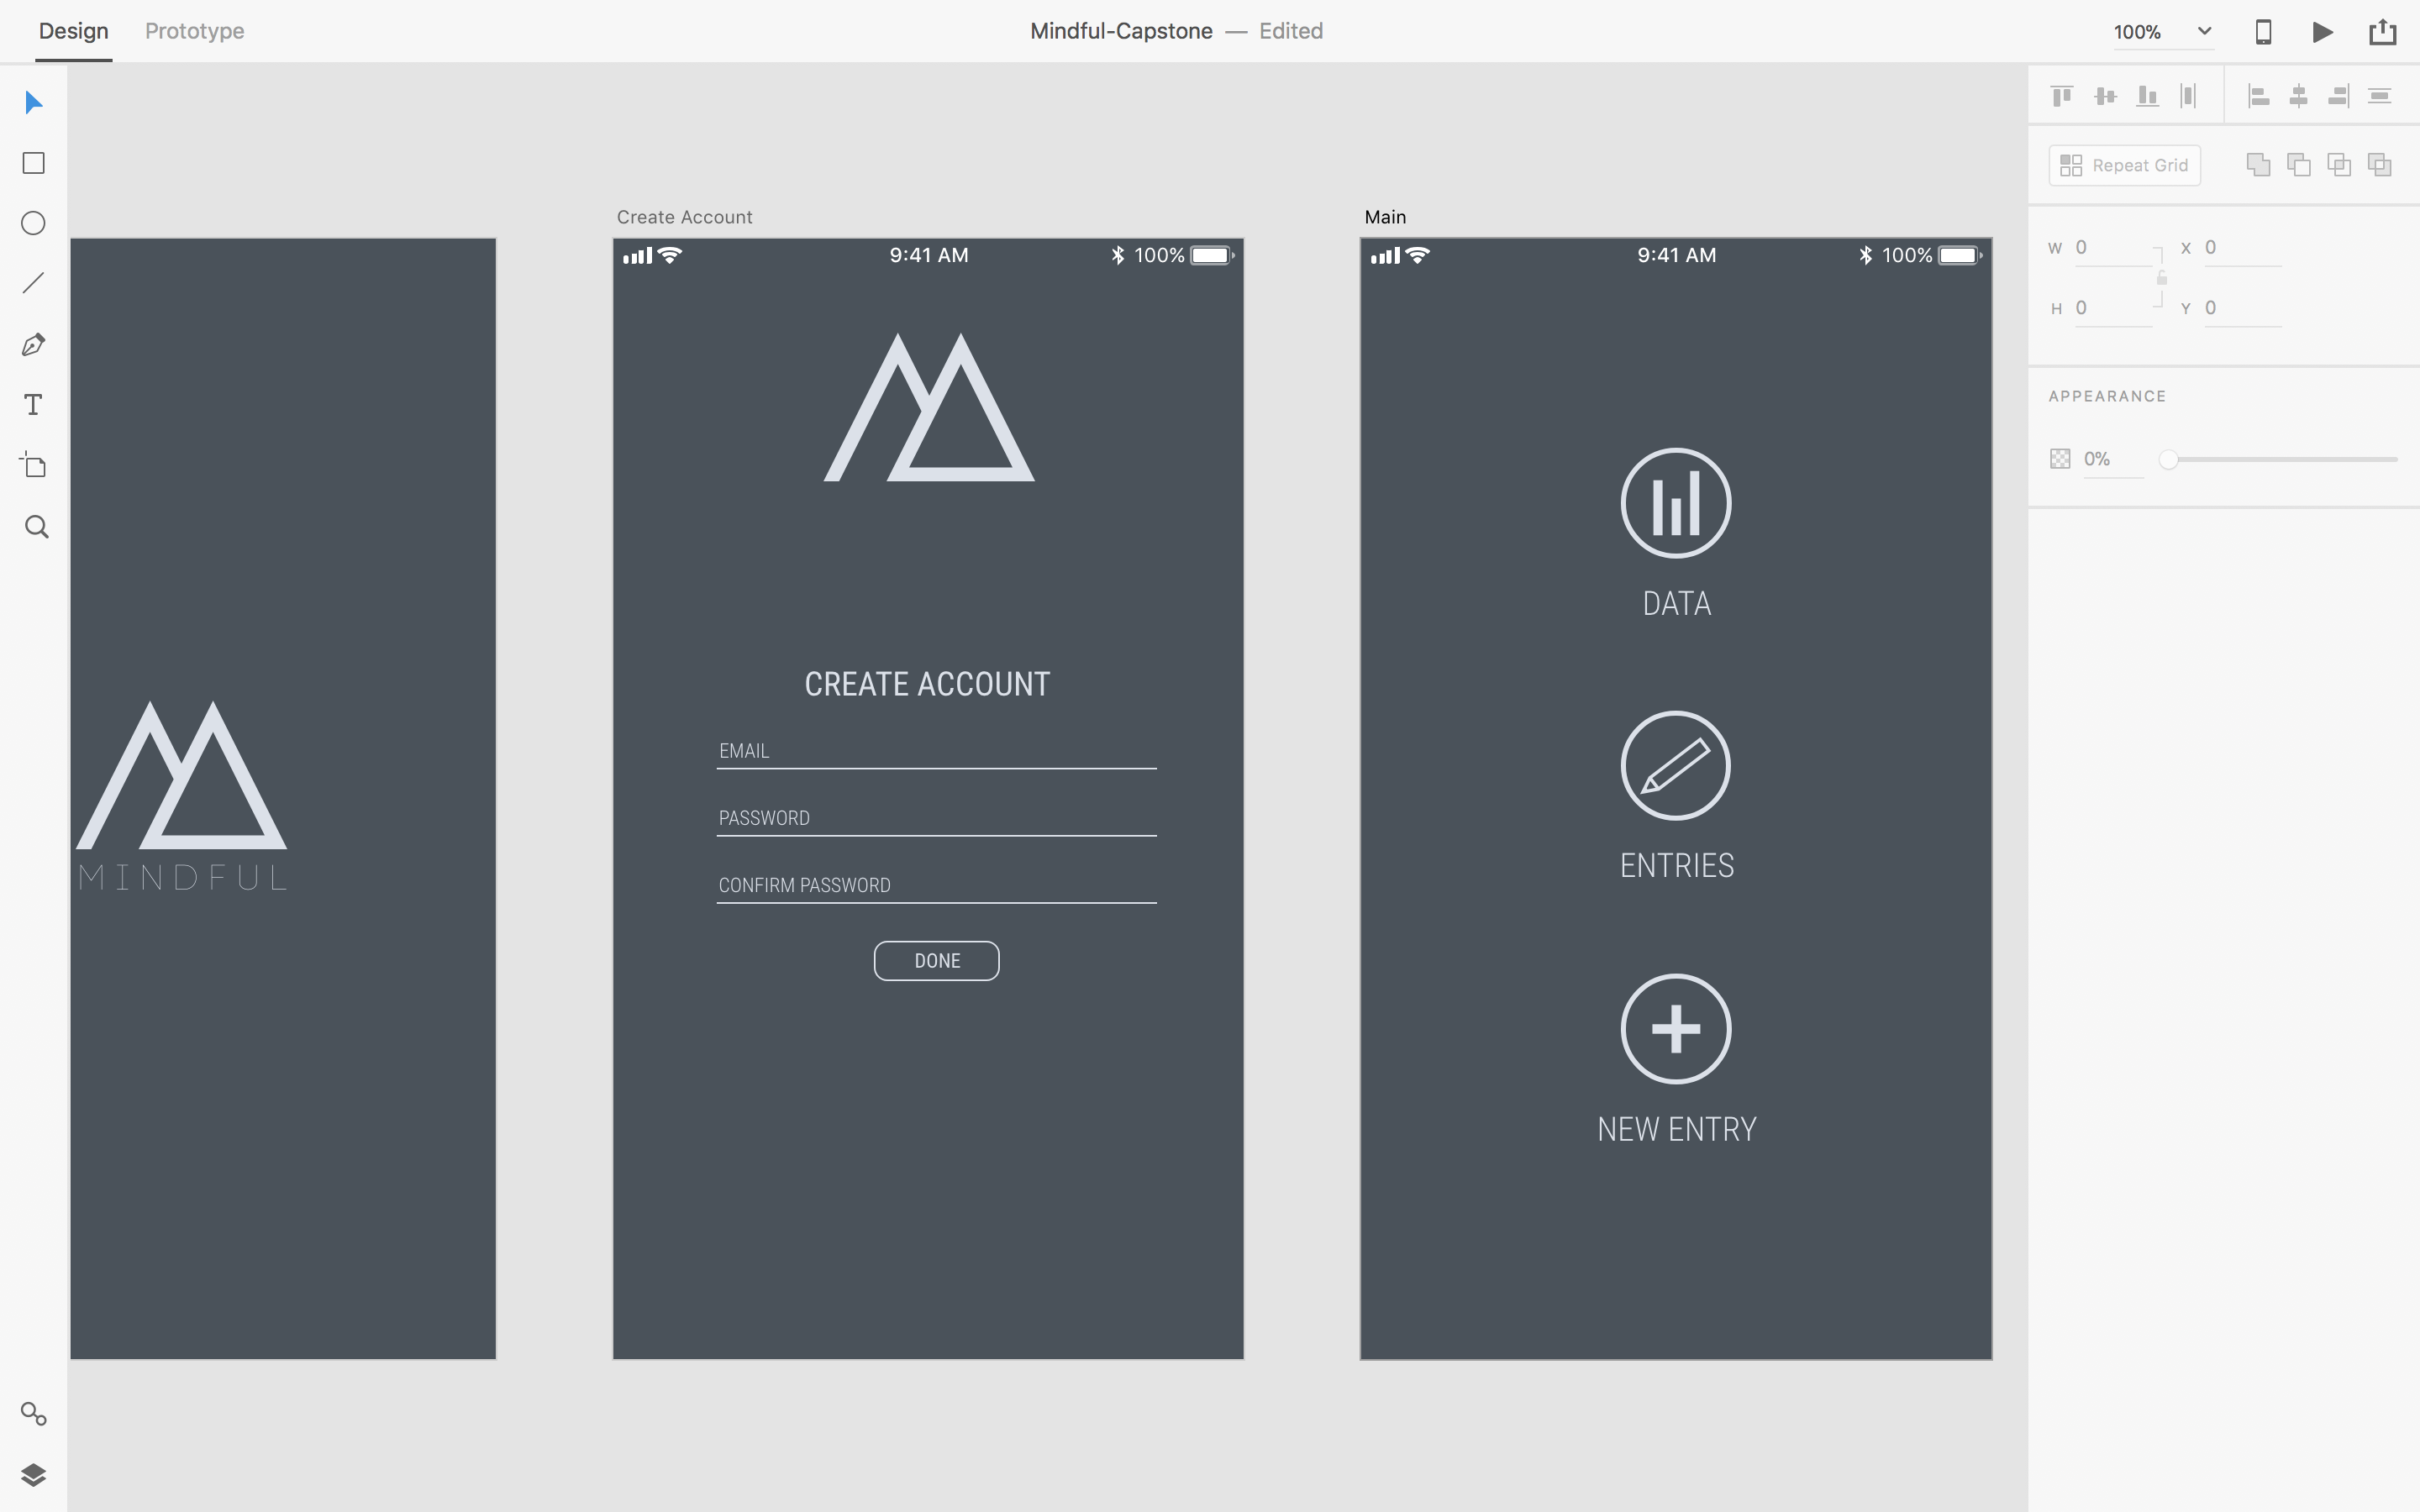 Design Prototype Mindful-Capstone — Edited 100%
Repeat Grid
Create Account
Main
W 0 X 0
H 0 Y 0
APPEARANCE
0%
MINDFUL
9:41 AM 100%
CREATE ACCOUNT
EMAIL
PASSWORD
CONFIRM PASSWORD
DONE
9:41 AM 100%
DATA
ENTRIES
NEW ENTRY